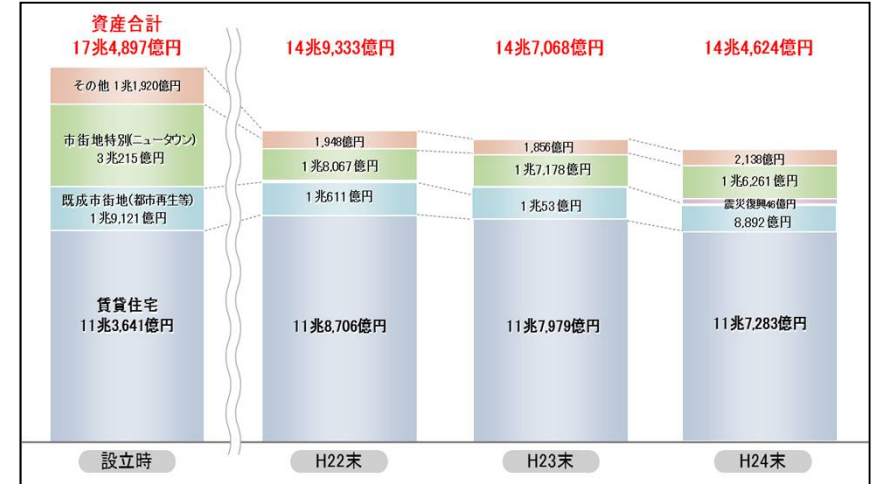 資産合計
17兆4,897億円
14兆9,333億円
14兆7,068億円
14兆4,624億円
その他 1兆1,920億円
市街地特別(ニュータウン)
3兆215億円
既成市街地(都市再生等)
1兆9,121億円
賃貸住宅
11兆3,641億円
1,948億円
1兆8,067億円
1兆611億円
11兆8,706億円
1,856億円
1兆7,178億円
1兆53億円
11兆7,979億円
2,138億円
1兆6,261億円
震災復興46億円
8,892億円
11兆7,283億円
設立時
H22末
H23末
H24末